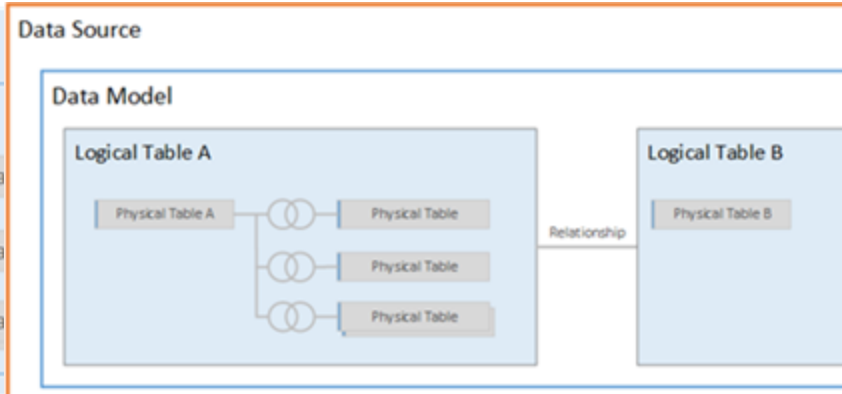 Data Source
Data Model
Logical Table A
Logical Table B
Physical Table A
Physical Table
Physical Table B
Relationship
Physical Table
Physical Table